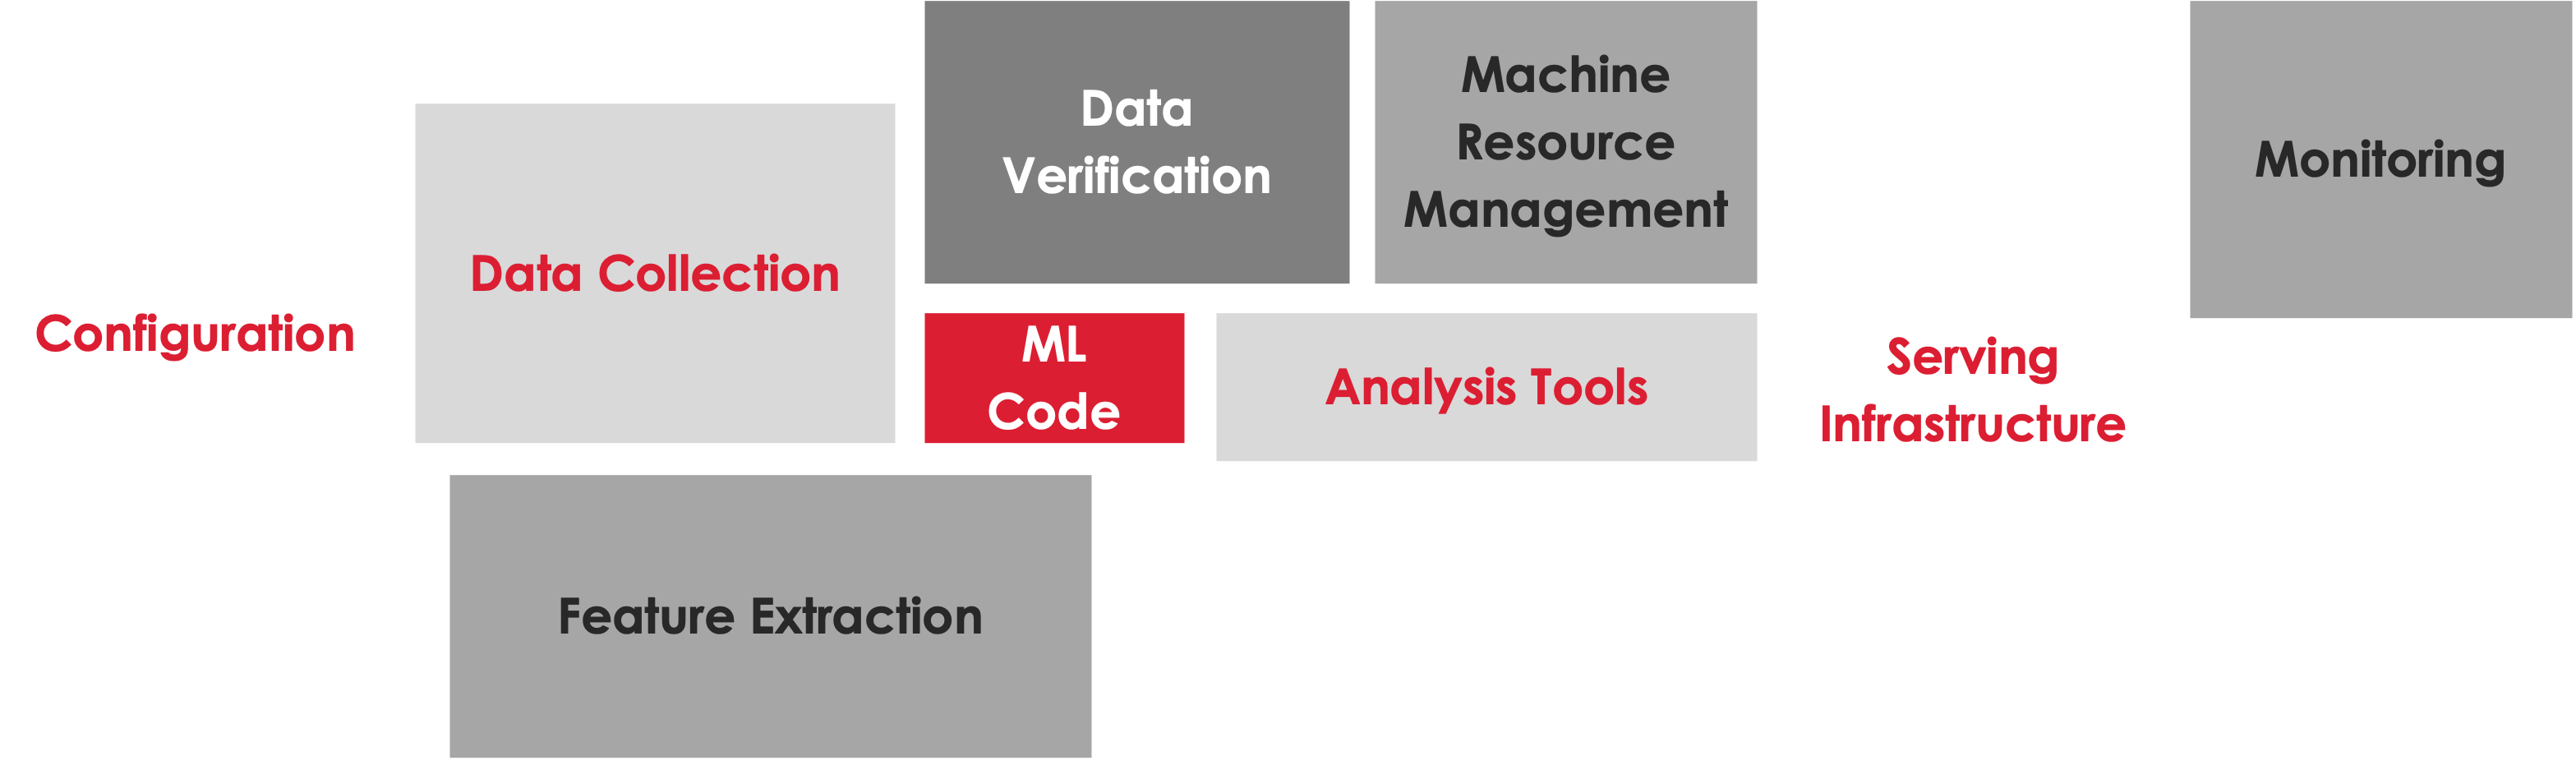 Configuration
Data Collection
Data
Verification
Machine
Resource
Management
Monitoring
ML
Code
Analysis Tools
Serving
Infrastructure
Feature Extraction